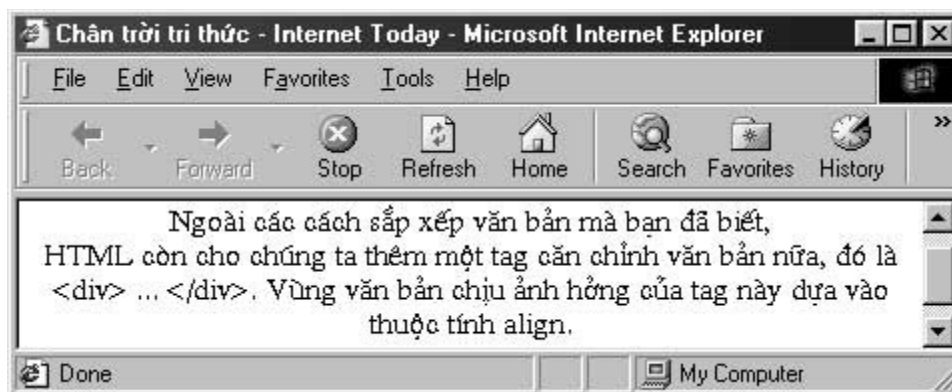 Chân trời tri thức - Internet Today - Microsoft Internet Explorer
File Edit View Favorites Tools Help
Back Forward Stop Refresh Home Search Favorites History »
Ngoài các cách sắp xếp văn bản mà bạn đã biết,
HTML còn cho chúng ta thêm một tag căn chỉnh văn bản nữa, đó là
<div> ... </div>. Vùng văn bản chịu ảnh hởng của tag này dựa vào
thuộc tính align.
Done My Computer